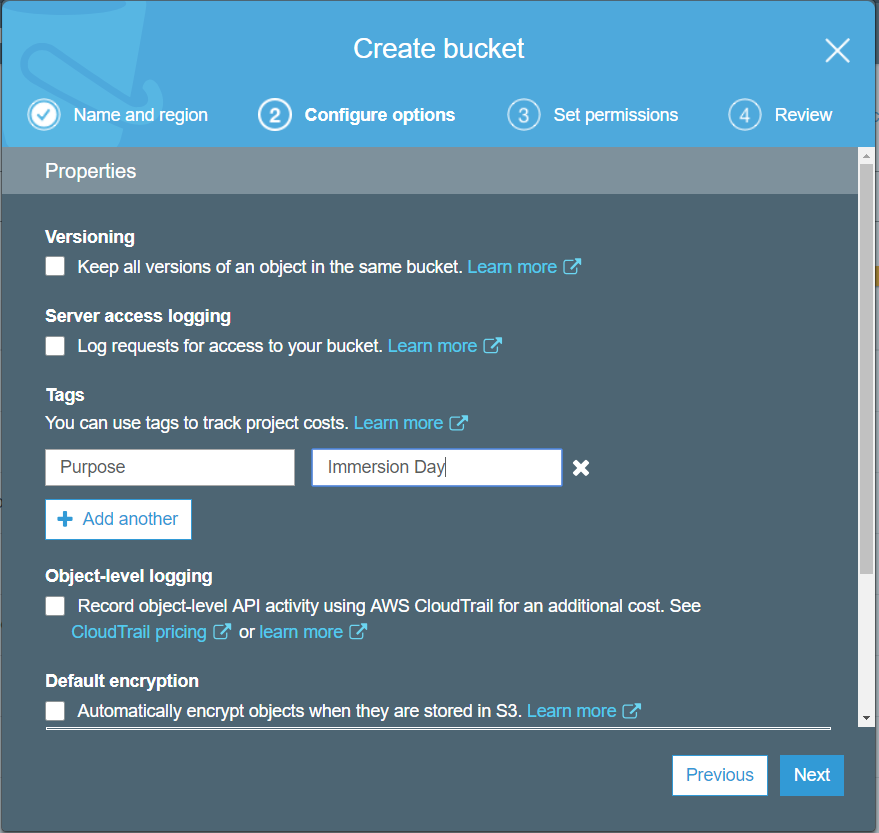 Create bucket
Name and region
2 Configure options
3 Set permissions
4 Review
Properties
Versioning
Keep all versions of an object in the same bucket. Learn more
Server access logging
Log requests for access to your bucket. Learn more
Tags
You can use tags to track project costs. Learn more
Purpose
Immersion Day
Add another
Object-level logging
Record object-level API activity using AWS CloudTrail for an additional cost. See
CloudTrail pricing or learn more
Default encryption
Automatically encrypt objects when they are stored in S3. Learn more
Previous
Next